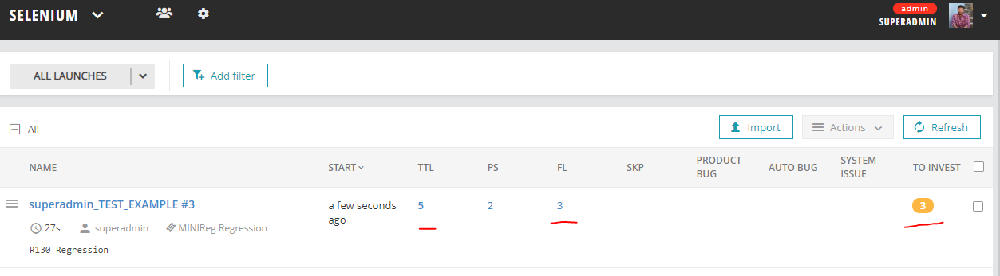 SELENIUM
admin
SUPERADMIN
ALL LAUNCHES
Add filter
All
Import
Actions
Refresh
NAME
START
TTL
PS
FL
SKP
PRODUCT
BUG
AUTO BUG
SYSTEM
ISSUE
TO INVEST
superadmin_TEST_EXAMPLE #3
a few seconds
ago
5
2
3
3
27s
superadmin
MINIReg Regression
R130 Regression